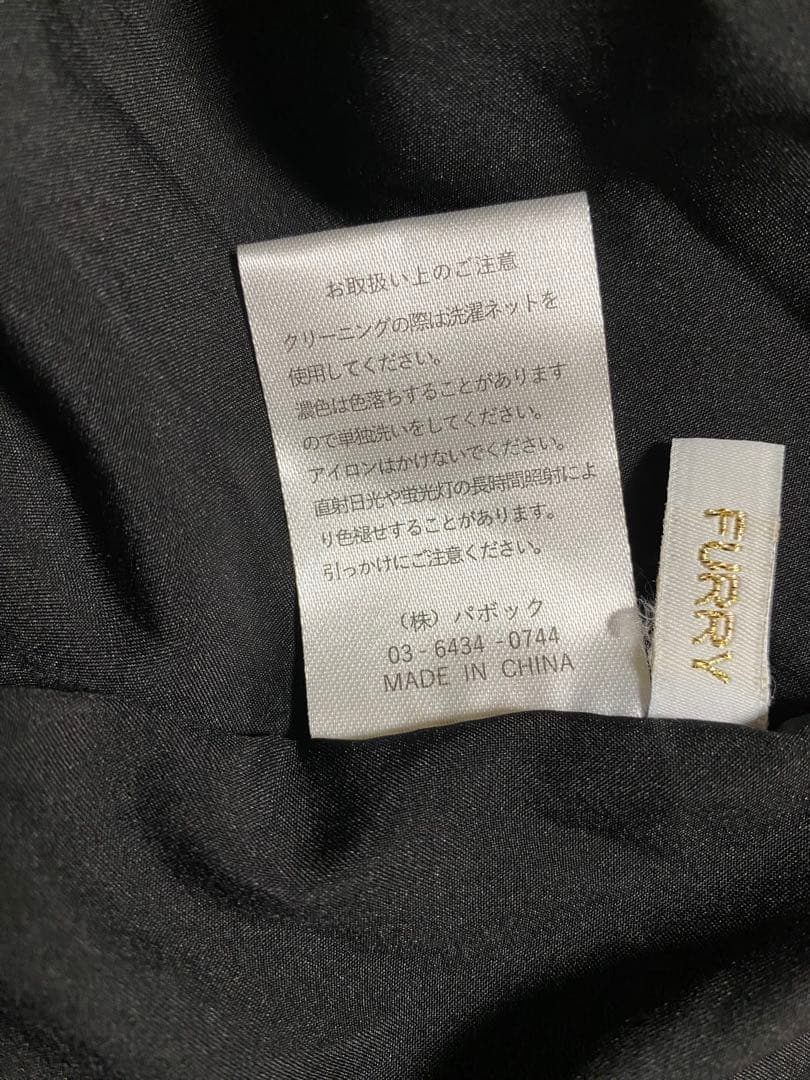 お取扱い上のご注意
クリーニングの際は洗濯ネットを
使用してください。
濃色は色落ちすることがあります
ので単独洗いをしてください。
アイロンはかけないでください。
直射日光や蛍光灯の長時間照射によ
り色褪せすることがあります。
引っかけにご注意ください。
（株）パボック
03-6434-0744
MADE IN CHINA
FURRY